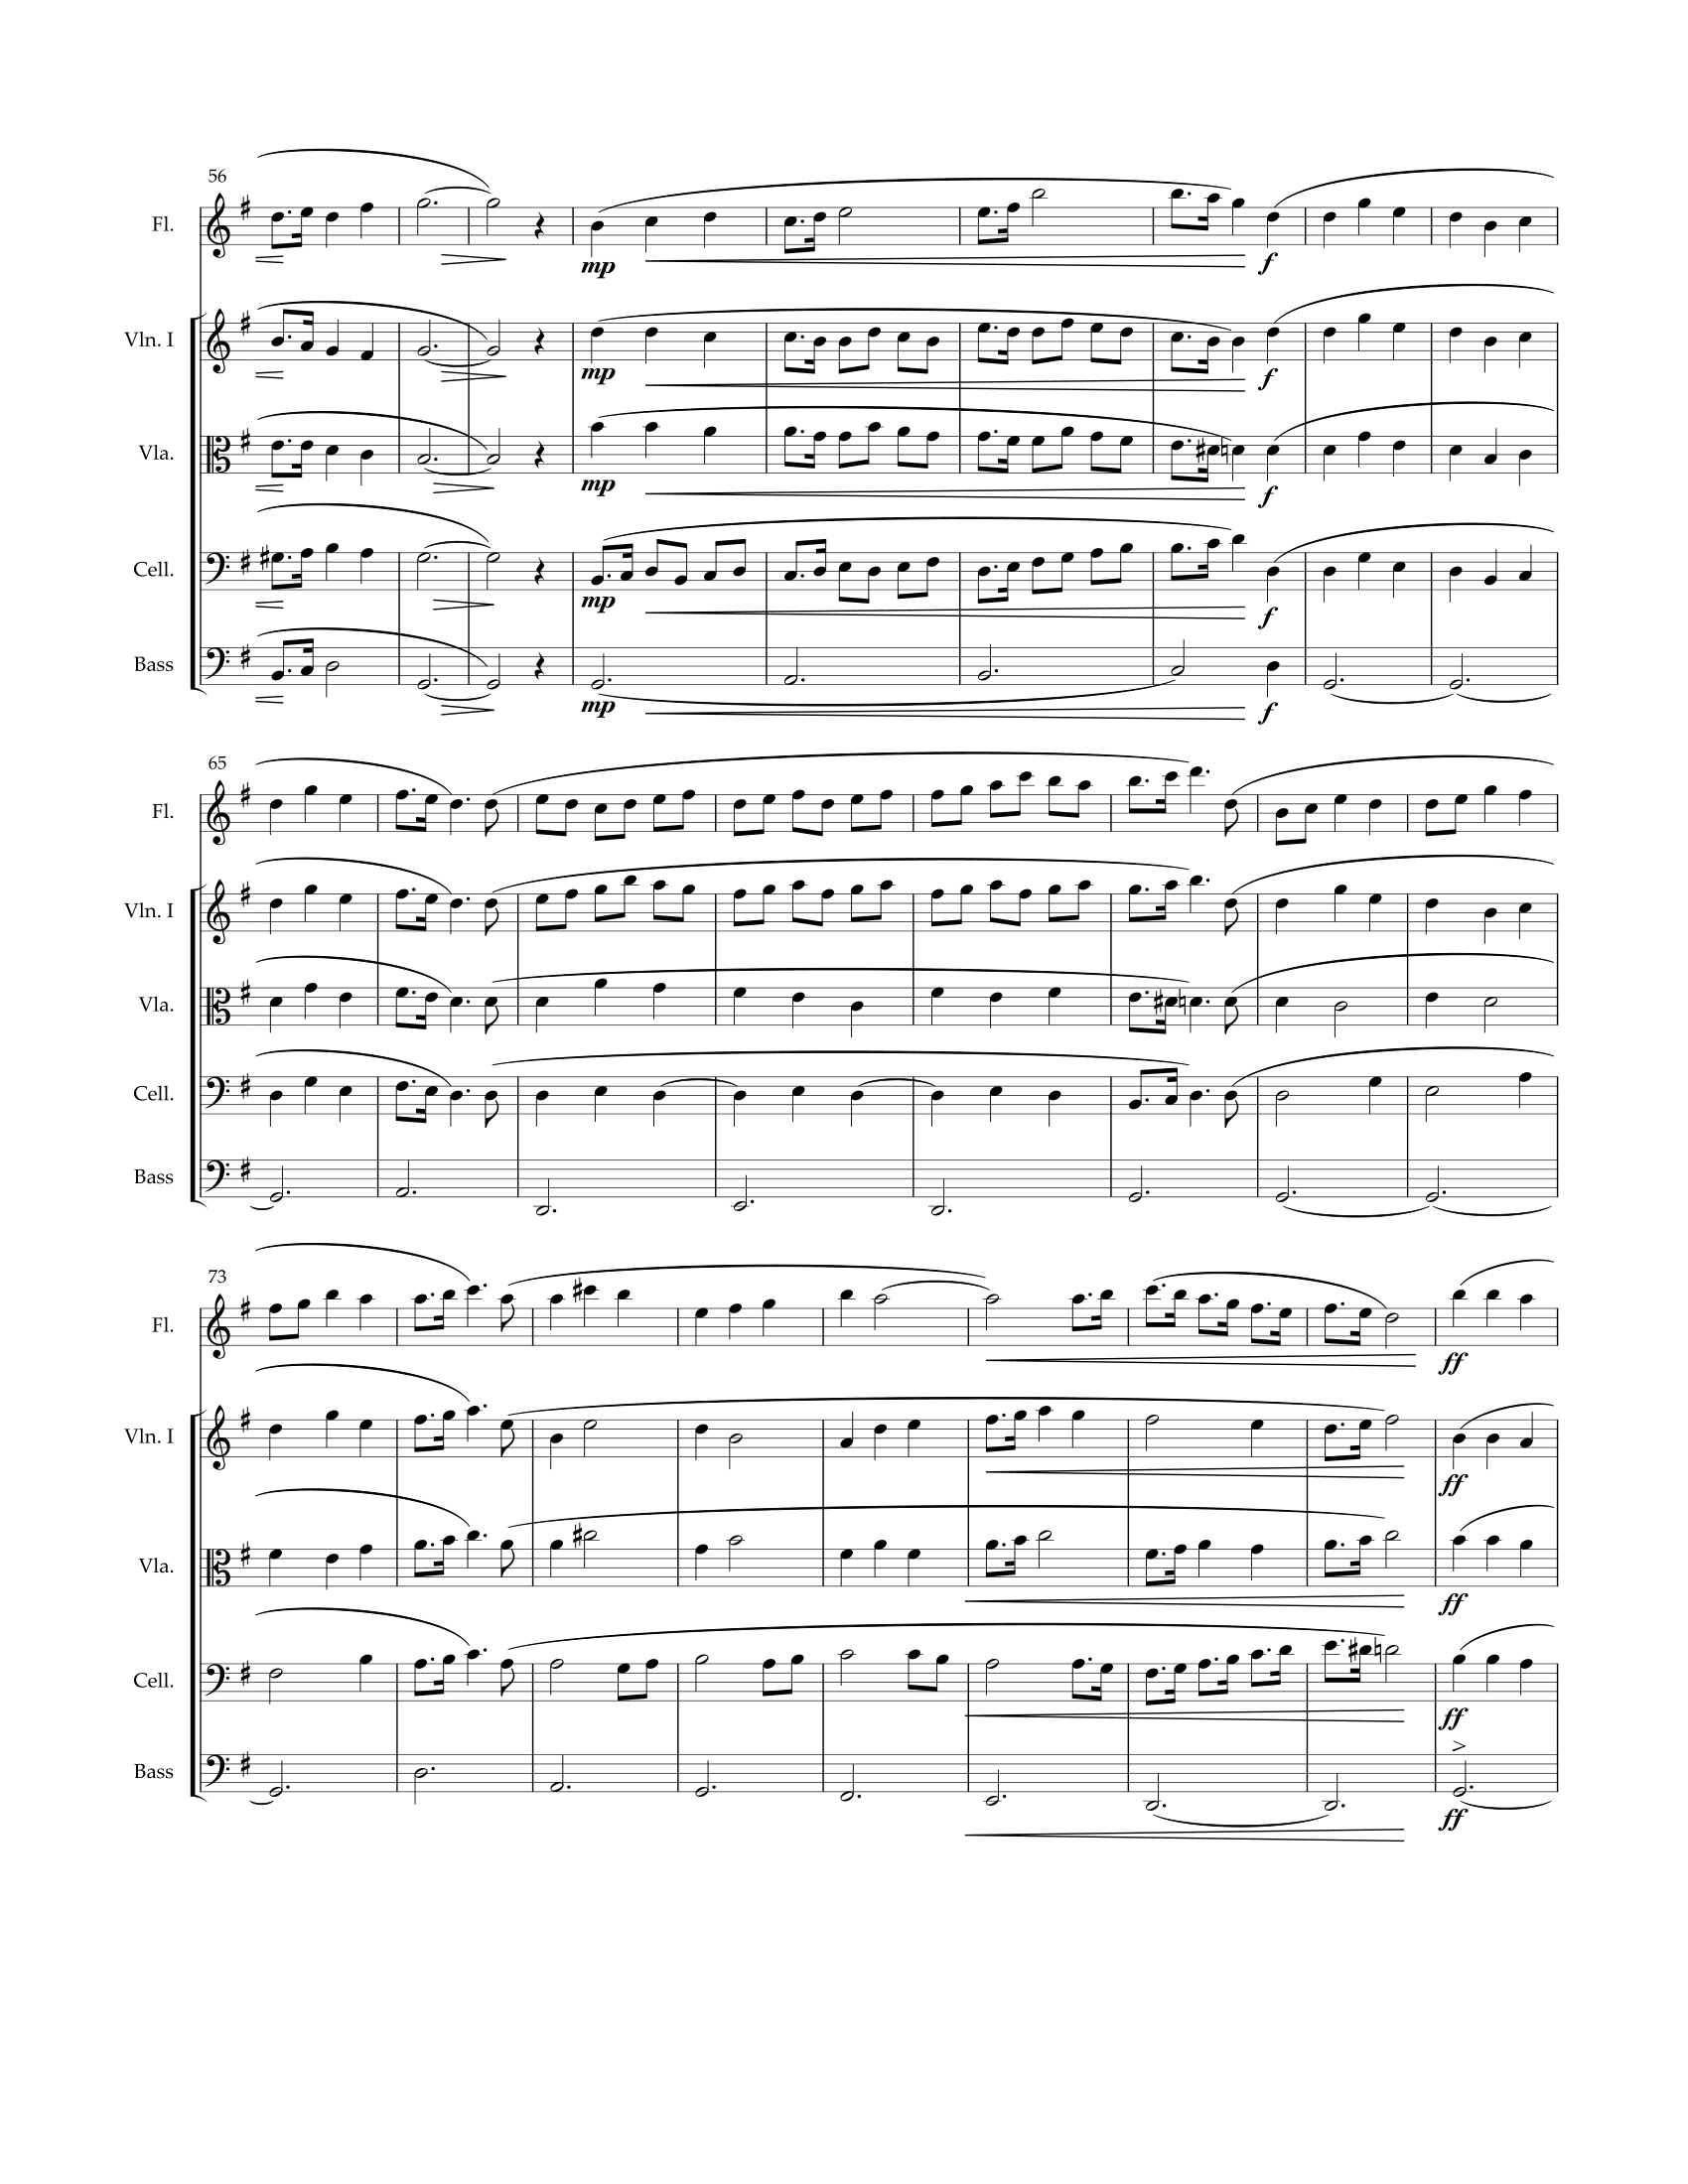 56
Fl.
mp f
Vln. I
mp f
Vla.
mp f
Cell.
mp f
Bass
mp f
65
Fl.
Vln. I
Vla.
Cell.
Bass
73
Fl.
ff
Vln. I
ff
Vla.
ff
Cell.
ff
Bass
ff